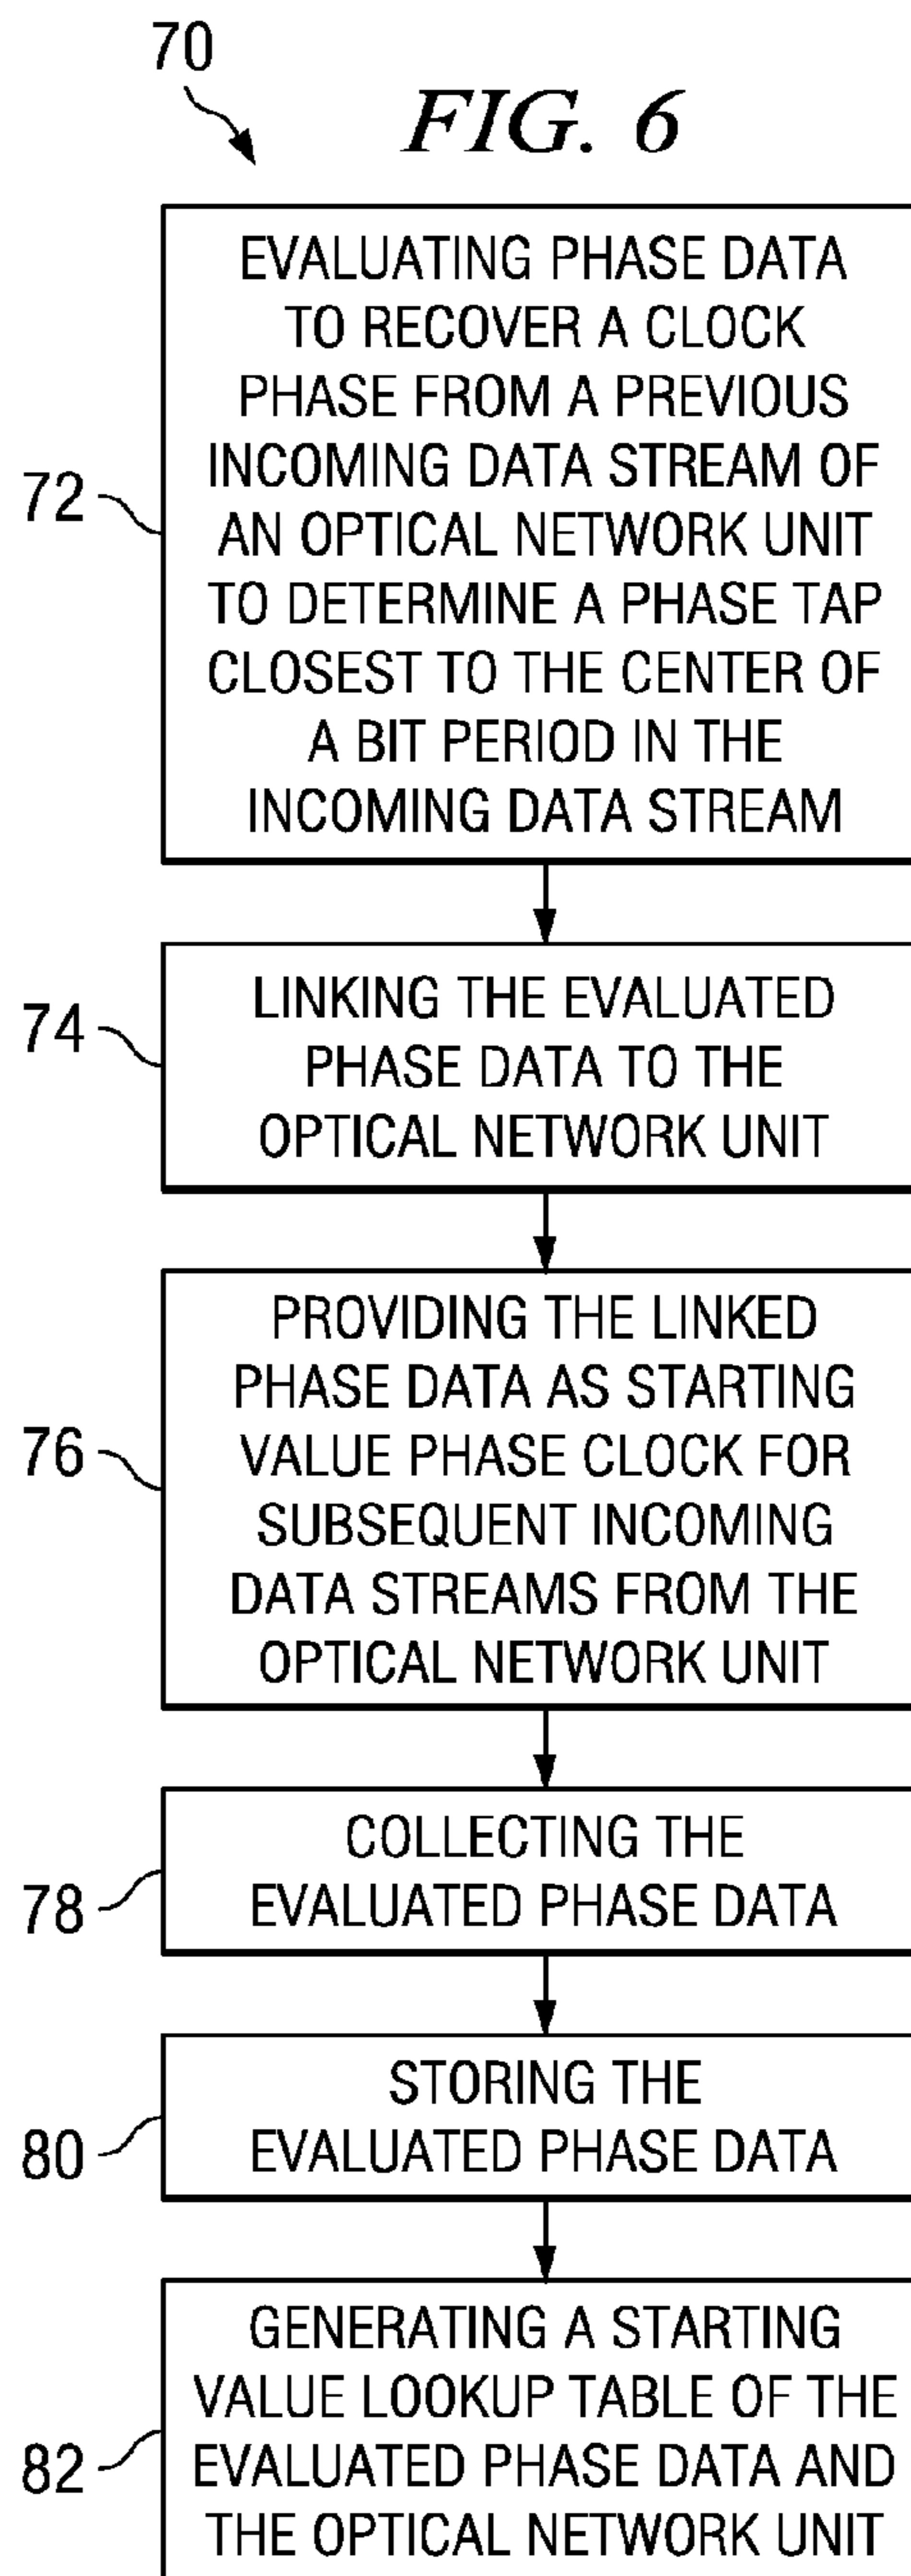 70
FIG. 6
72
EVALUATING PHASE DATA
TO RECOVER A CLOCK
PHASE FROM A PREVIOUS
INCOMING DATA STREAM OF
AN OPTICAL NETWORK UNIT
TO DETERMINE A PHASE TAP
CLOSEST TO THE CENTER OF
A BIT PERIOD IN THE
INCOMING DATA STREAM
74
LINKING THE EVALUATED
PHASE DATA TO THE
OPTICAL NETWORK UNIT
76
PROVIDING THE LINKED
PHASE DATA AS STARTING
VALUE PHASE CLOCK FOR
SUBSEQUENT INCOMING
DATA STREAMS FROM THE
OPTICAL NETWORK UNIT
78
COLLECTING THE
EVALUATED PHASE DATA
80
STORING THE
EVALUATED PHASE DATA
82
GENERATING A STARTING
VALUE LOOKUP TABLE OF THE
EVALUATED PHASE DATA AND
THE OPTICAL NETWORK UNIT